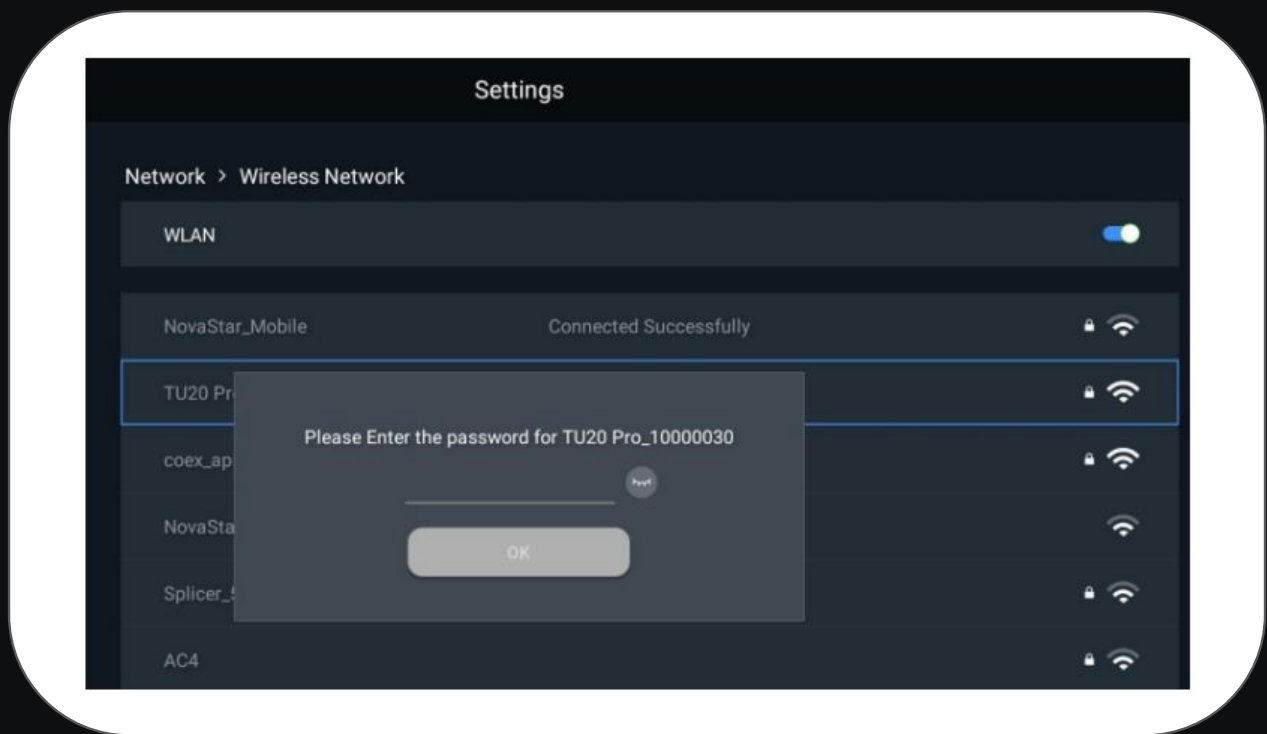 Settings
Network > Wireless Network
WLAN
NovaStar_Mobile Connected Successfully
TU20 Pr
Please Enter the password for TU20 Pro_10000030
coex_ap
NovaSta
OK
Splicer_5
AC4